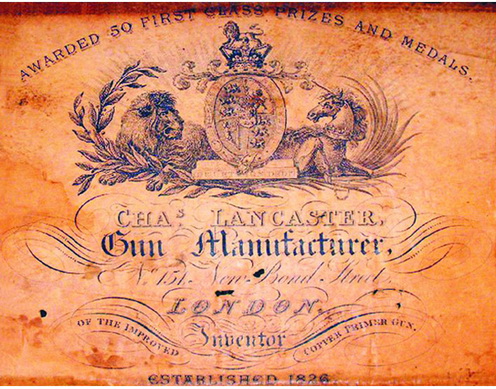 AWARDED 50 FIRST CLASS PRIZES AND MEDALS.
CHAs LANCASTER,
Gun Manufacturer,
No. 151, New Bond Street,
LONDON,
Inventor
OF THE IMPROVED
COPPER PRIMER GUN.
ESTABLISHED 1826